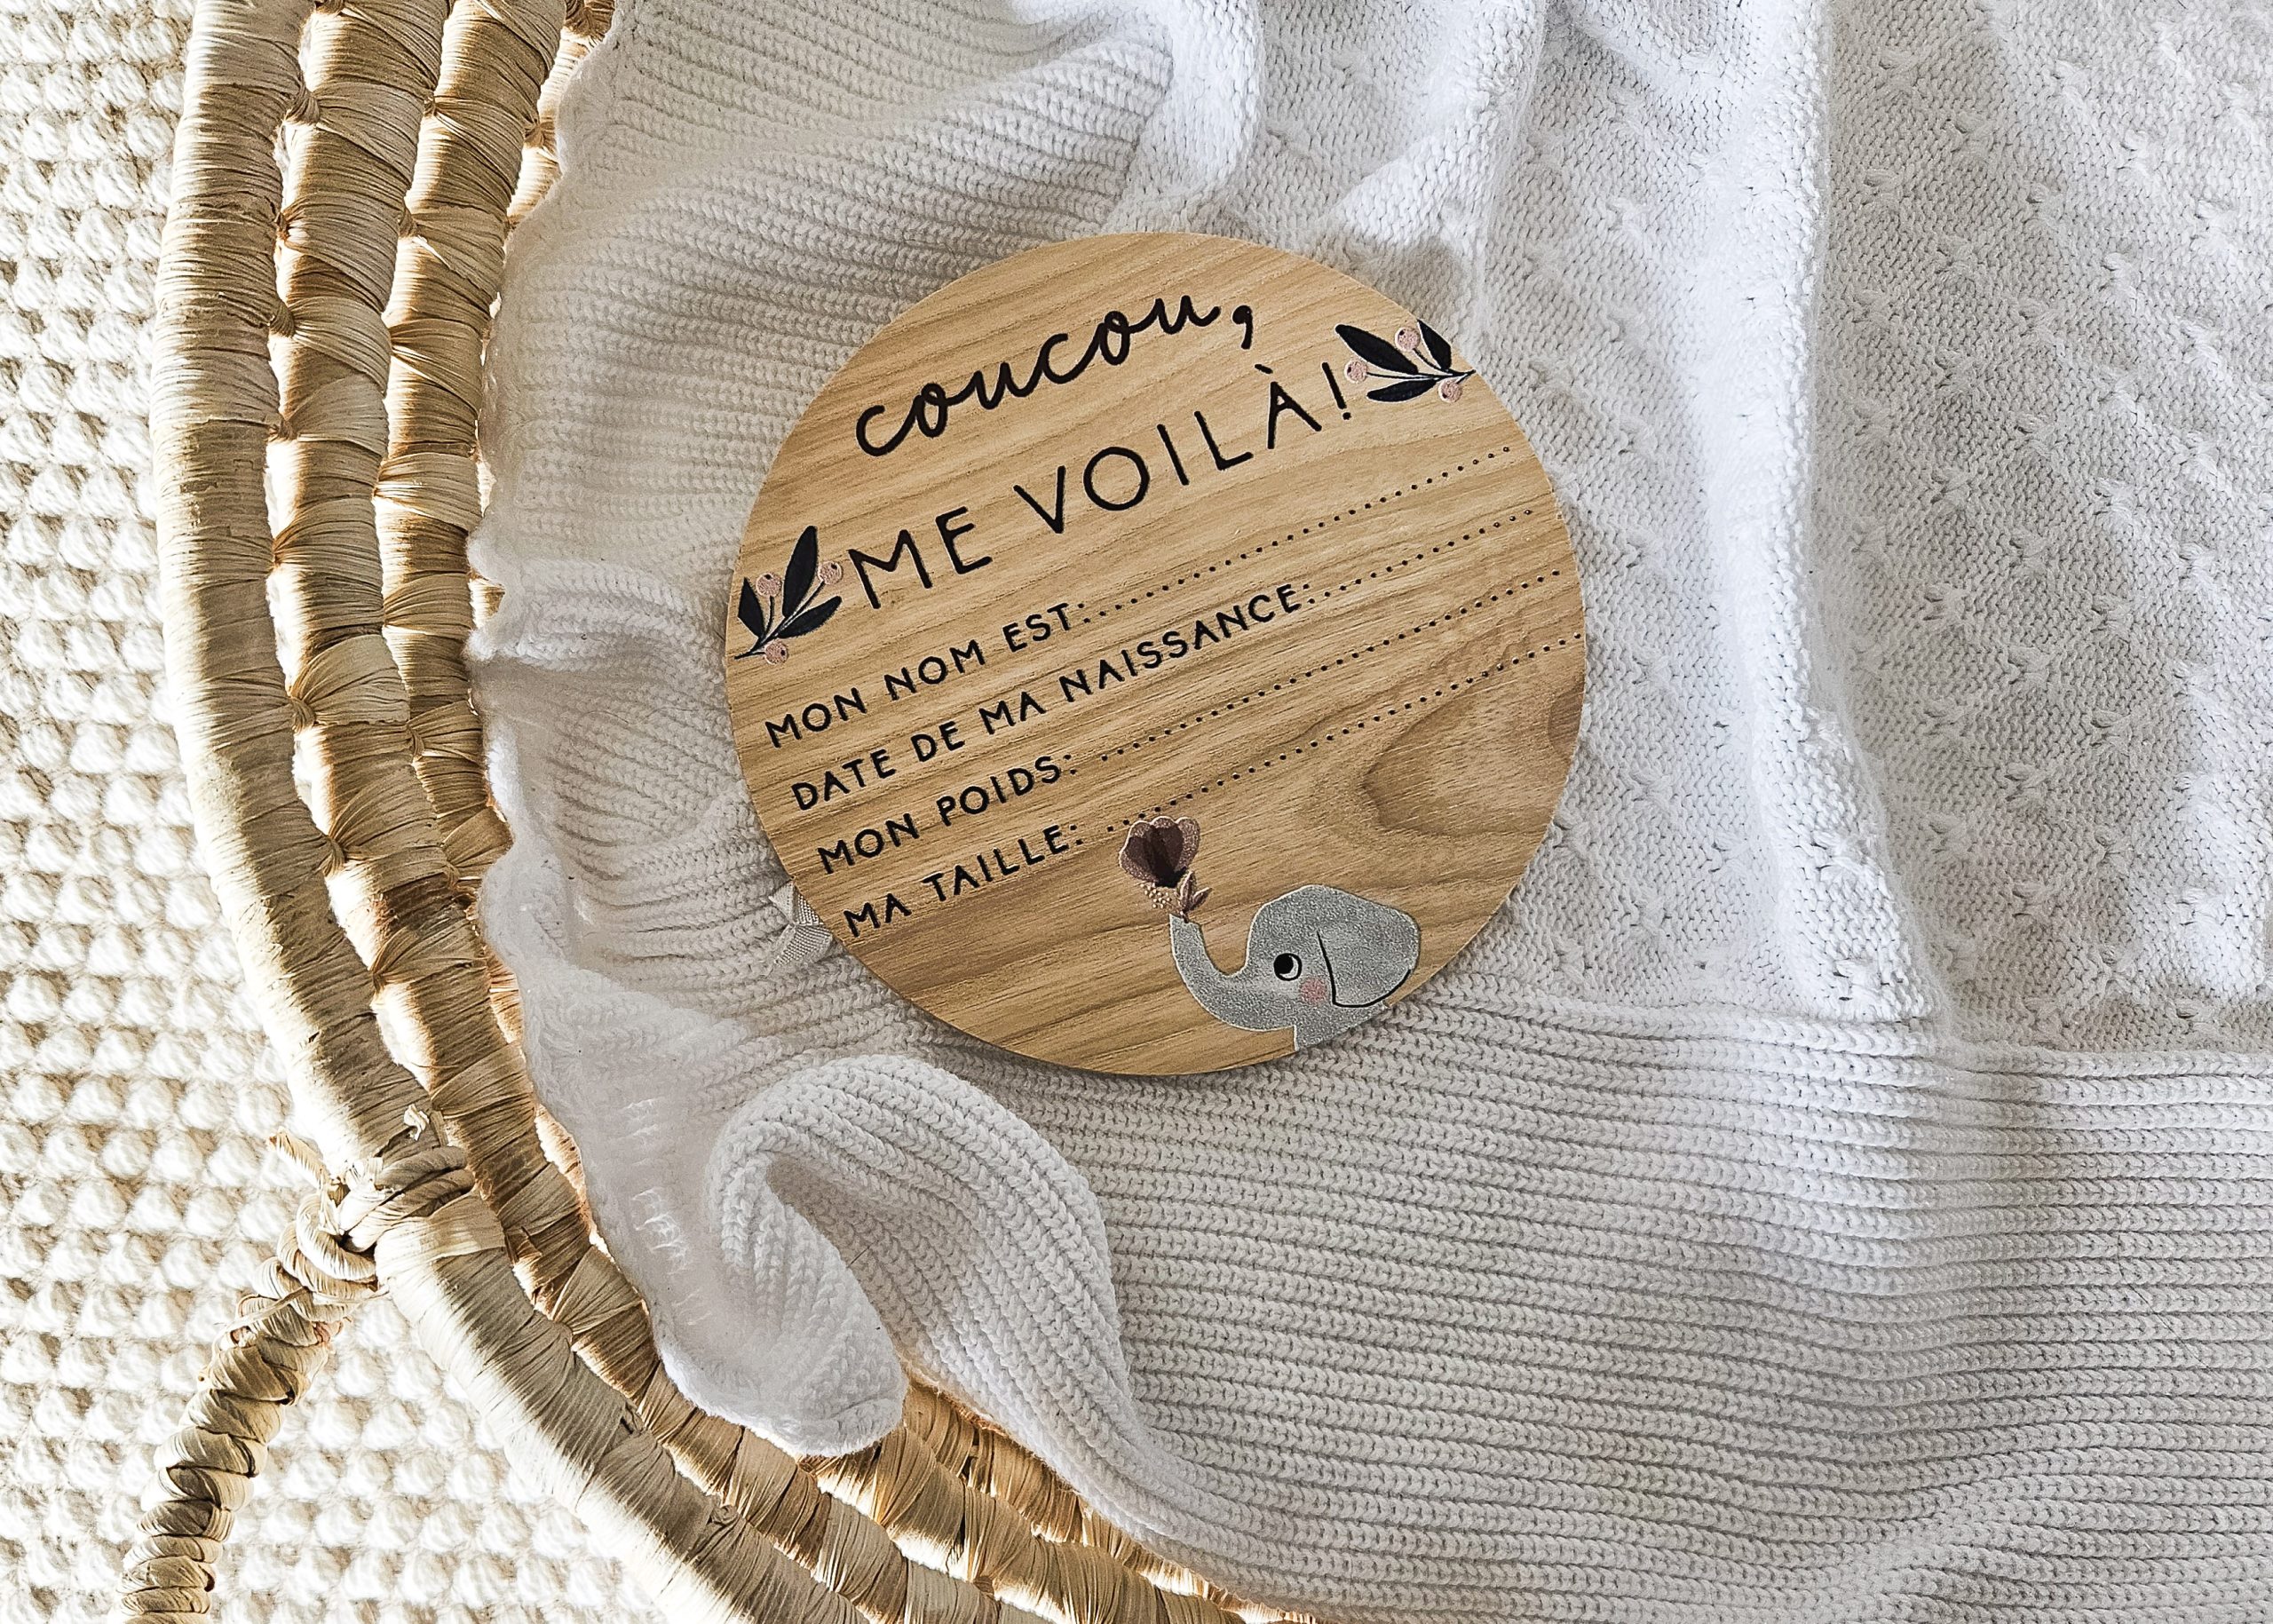 coucou,
ME VOILÀ!
MON NOM EST:..............................
DATE DE MA NAISSANCE:..............
MON POIDS: ..............................
MA TAILLE: ..............................